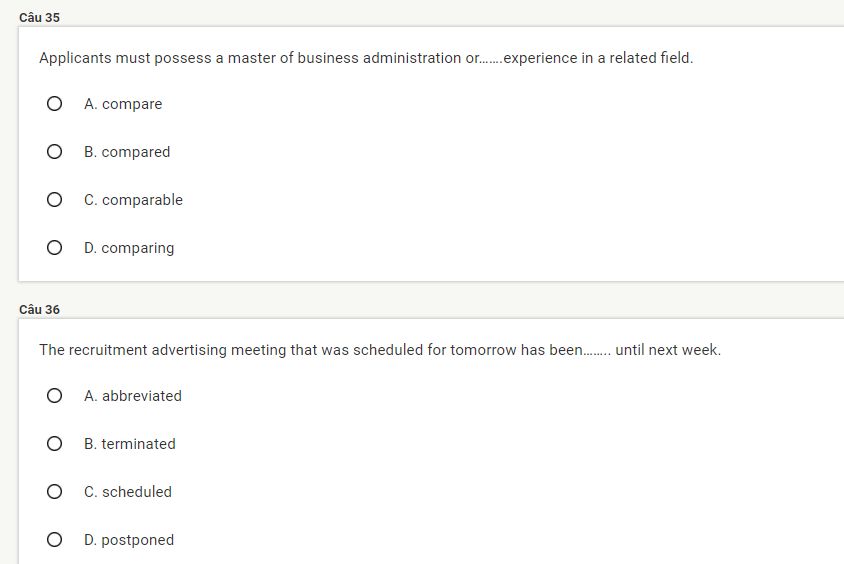 Câu 35
Applicants must possess a master of business administration or.......experience in a related field.
A. compare
B. compared
C. comparable
D. comparing
Câu 36
The recruitment advertising meeting that was scheduled for tomorrow has been........ until next week.
A. abbreviated
B. terminated
C. scheduled
D. postponed